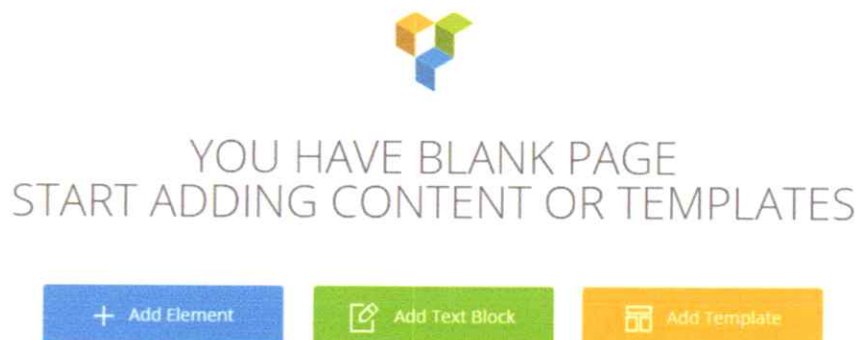 YOU HAVE BLANK PAGE
START ADDING CONTENT OR TEMPLATES
Add Element
Add Text Block
Add Template